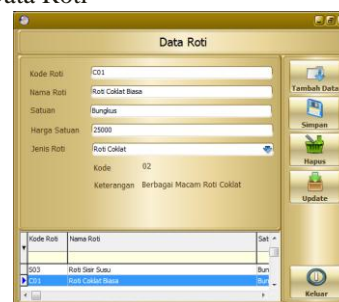 Data Roti
Data Roti
Kode Roti C01
Nama Roti Roti Coklat Biasa
Satuan Bungkus
Harga Satuan 25000
Jenis Roti Roti Coklat
Kode 02
Keterangan Berbagai Macam Roti Coklat
Tambah Data
Simpan
Hapus
Update
Keluar
Kode Roti Nama Roti Sat
S03 Roti Sisir Susu Bun
C01 Roti Coklat Biasa Bun